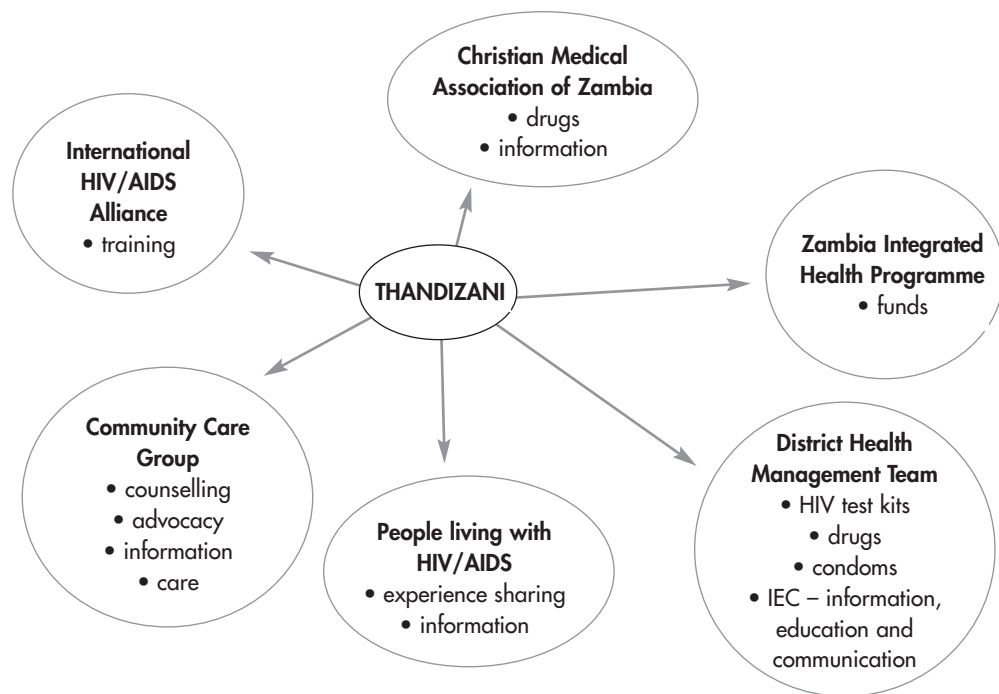 Christian Medical
Association of Zambia
• drugs
• information
International
HIV/AIDS
Alliance
• training
THANDIZANI
Zambia Integrated
Health Programme
• funds
Community Care
Group
• counselling
• advocacy
• information
• care
People living with
HIV/AIDS
• experience sharing
• information
District Health
Management Team
• HIV test kits
• drugs
• condoms
• IEC – information,
education and
communication